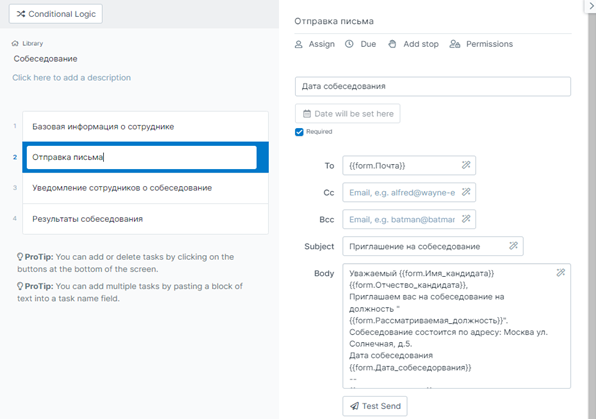 Conditional Logic
Library
Собеседование
Click here to add a description
1 Базовая информация о сотруднике
2 Отправка письма
3 Уведомление сотрудников о собеседование
4 Результаты собеседования
ProTip: You can add or delete tasks by clicking on the
buttons at the bottom of the screen.
ProTip: You can add multiple tasks by pasting a block of
text into a task name field.
Отправка письма
Assign Due Add stop Permissions
Дата собеседования
Date will be set here
Required
To {{form.Почта}}
Cc Email, e.g. alfred@wayne-e
Bcc Email, e.g. batman@batmar
Subject Приглашение на собеседование
Body Уважаемый {{form.Имя_кандидата}}
{{form.Отчество_кандидата}},
Приглашаем вас на собеседование на
должность "
{{form.Рассматриваемая_должность}}".
Собеседование состоится по адресу: Москва ул.
Солнечная, д.5.
Дата собеседования
{{form.Дата_собеседорвания}}
--
Test Send